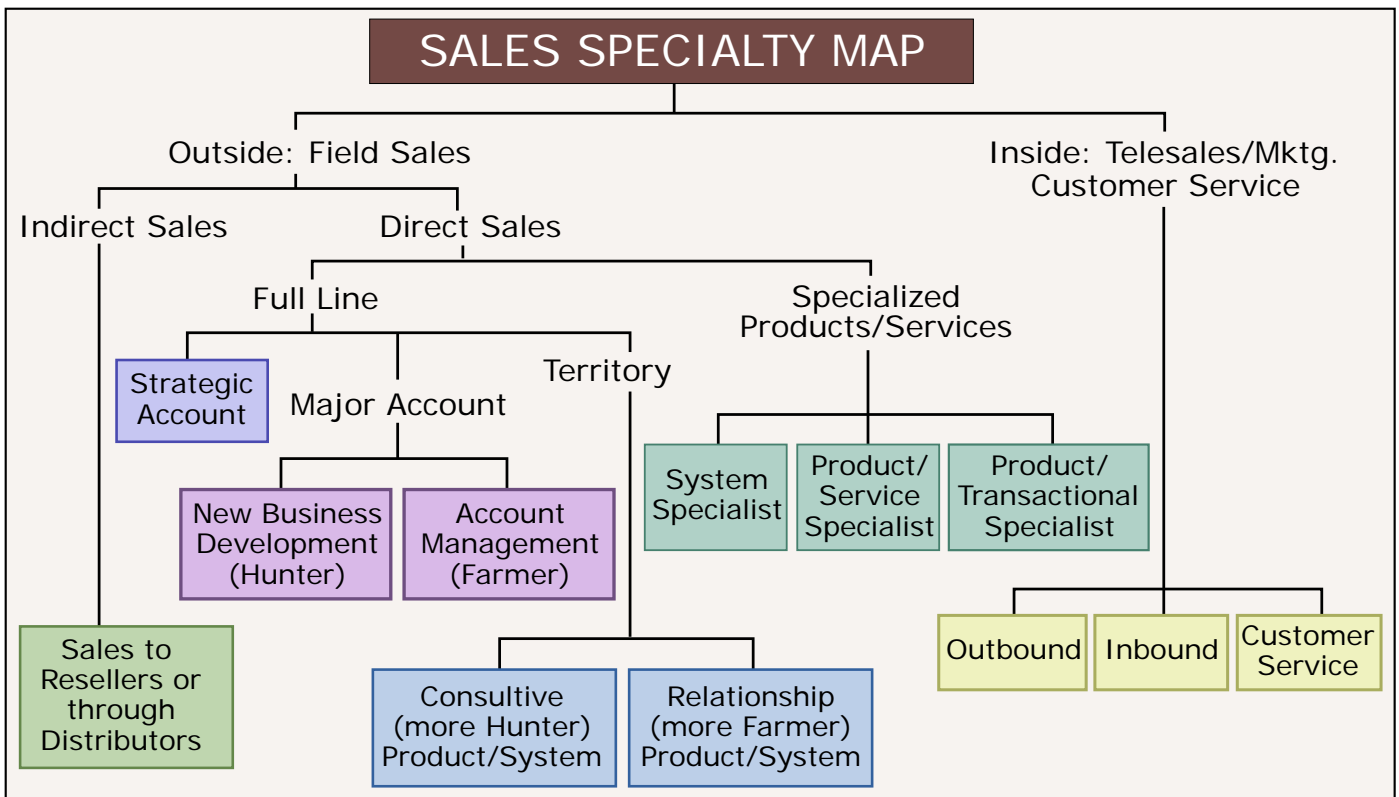 SALES SPECIALTY MAP
Outside: Field Sales
Inside: Telesales/Mktg.
Customer Service
Indirect Sales
Direct Sales
Full Line
Specialized
Products/Services
Strategic
Account
Major Account
Territory
New Business
Development
(Hunter)
Account
Management
(Farmer)
System
Specialist
Product/
Service
Specialist
Product/
Transactional
Specialist
Sales to
Resellers or
through
Distributors
Consultive
(more Hunter)
Product/System
Relationship
(more Farmer)
Product/System
Outbound
Inbound
Customer
Service